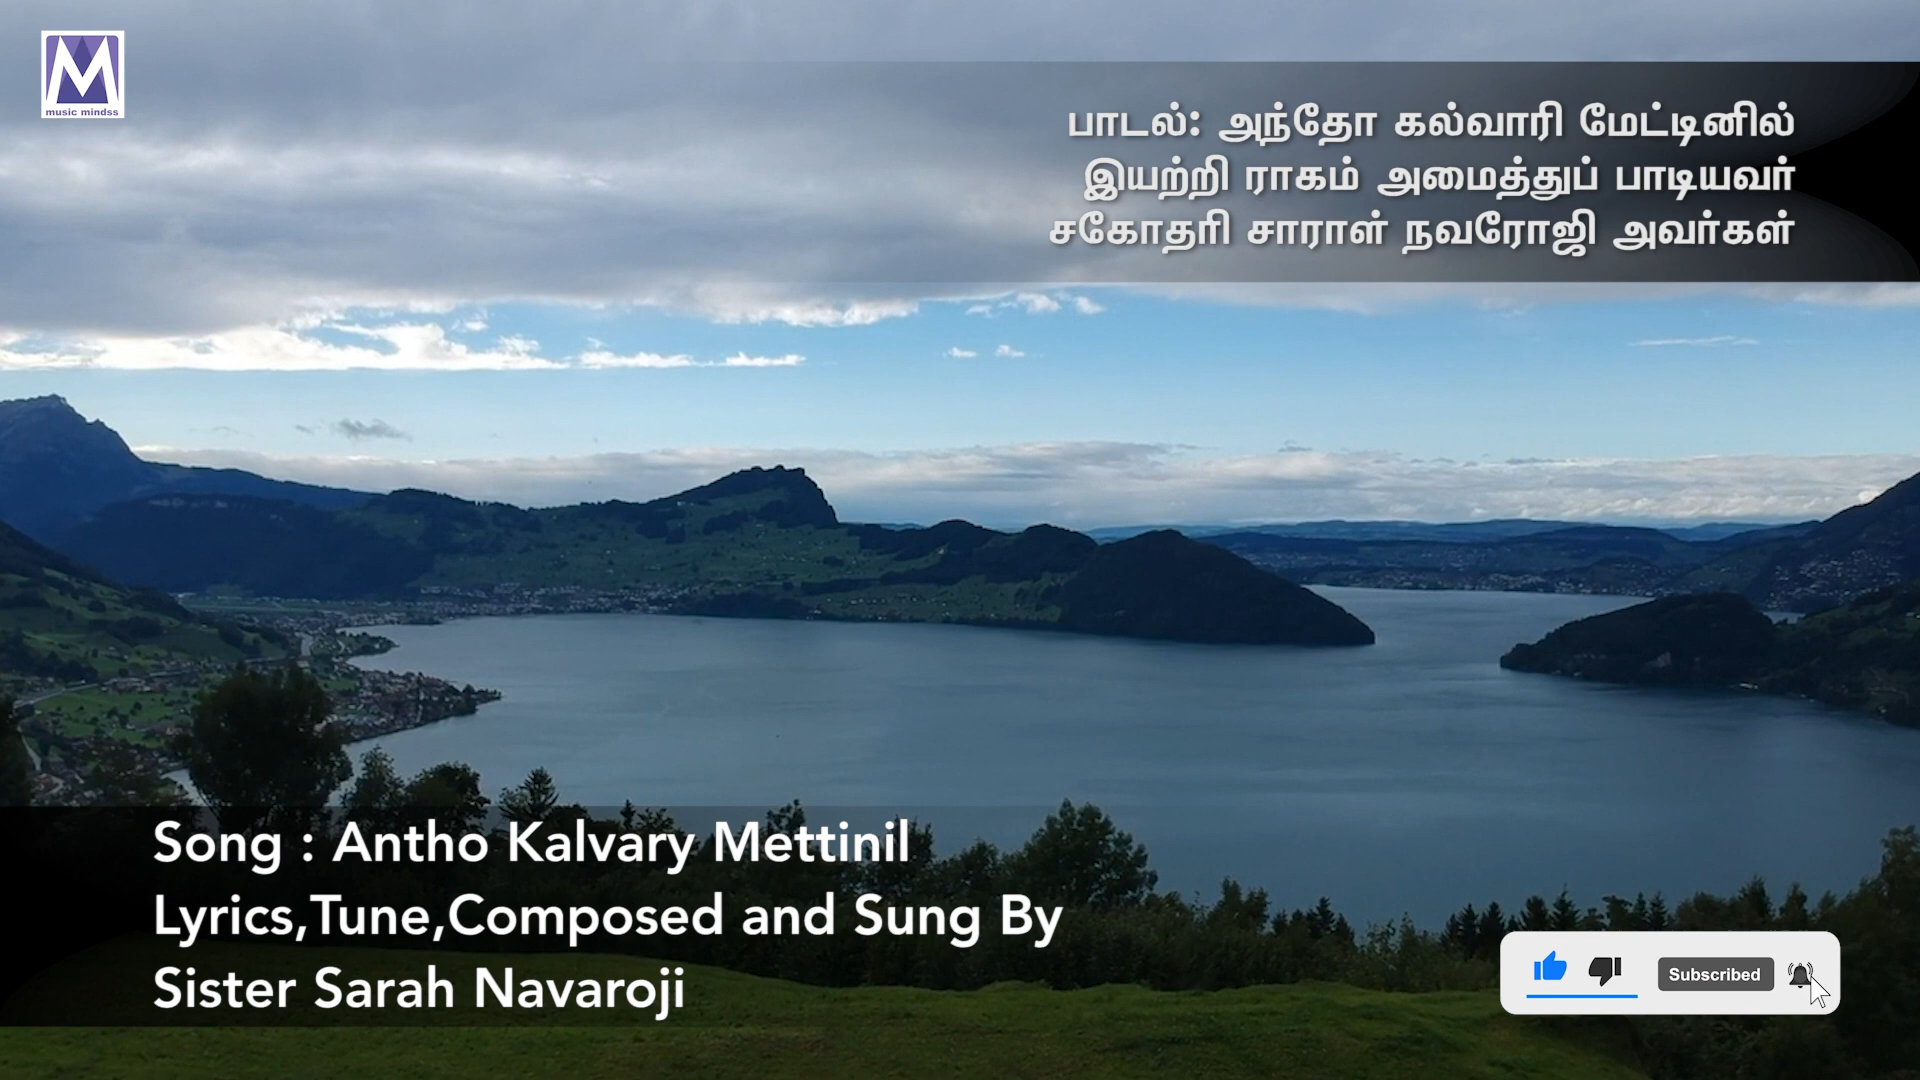 music mindss
பாடல்: அந்தோ கல்வாரி மேட்டினில்
இயற்றி ராகம் அமைத்துப் பாடியவர்
சகோதரி சாராள் நவரோஜி அவர்கள்
Song : Antho Kalvary Mettinil
Lyrics,Tune,Composed and Sung By
Sister Sarah Navaroji
Subscribed